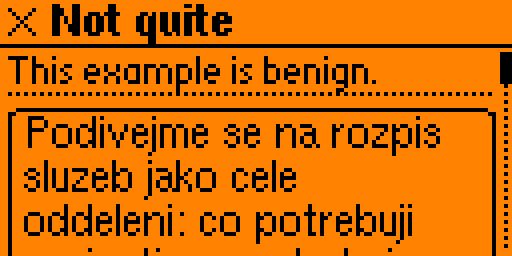 Not quite
This example is benign.
Podivejme se na rozpis
sluzeb jako cele
oddeleni: co potrebuji